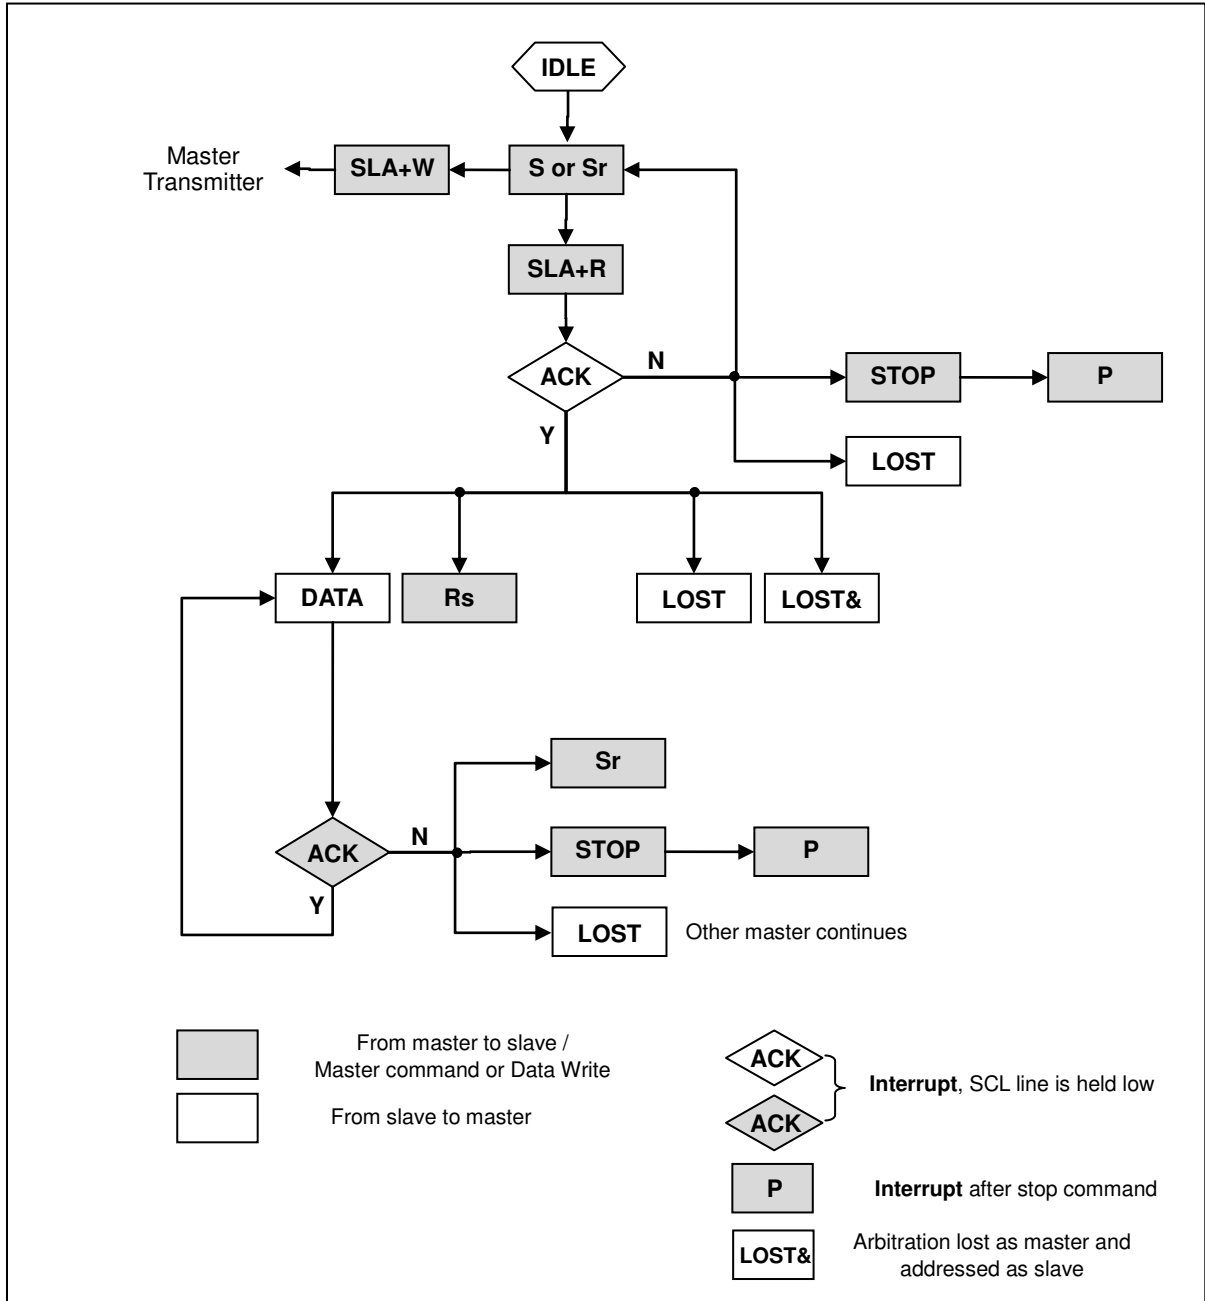 IDLE
Master
Transmitter
SLA+W
S or Sr
SLA+R
ACK
N
STOP
P
Y
LOST
DATA
Rs
LOST
LOST&
Sr
ACK
N
STOP
P
Y
LOST
Other master continues
From master to slave /
Master command or Data Write
From slave to master
ACK
ACK
Interrupt, SCL line is held low
P
Interrupt after stop command
LOST&
Arbitration lost as master and
addressed as slave